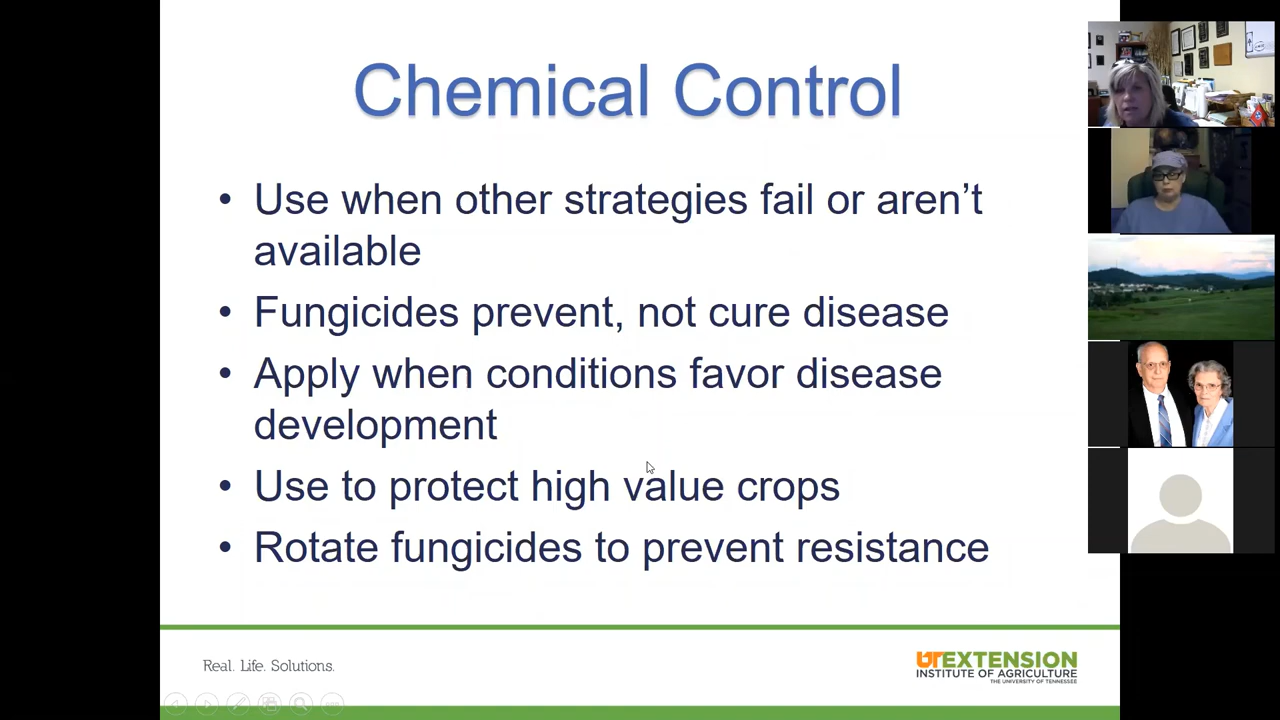 Chemical Control
• Use when other strategies fail or aren’t
available
• Fungicides prevent, not cure disease
• Apply when conditions favor disease
development
• Use to protect high value crops
• Rotate fungicides to prevent resistance
Real. Life. Solutions.
UT EXTENSION
INSTITUTE OF AGRICULTURE
THE UNIVERSITY OF TENNESSEE